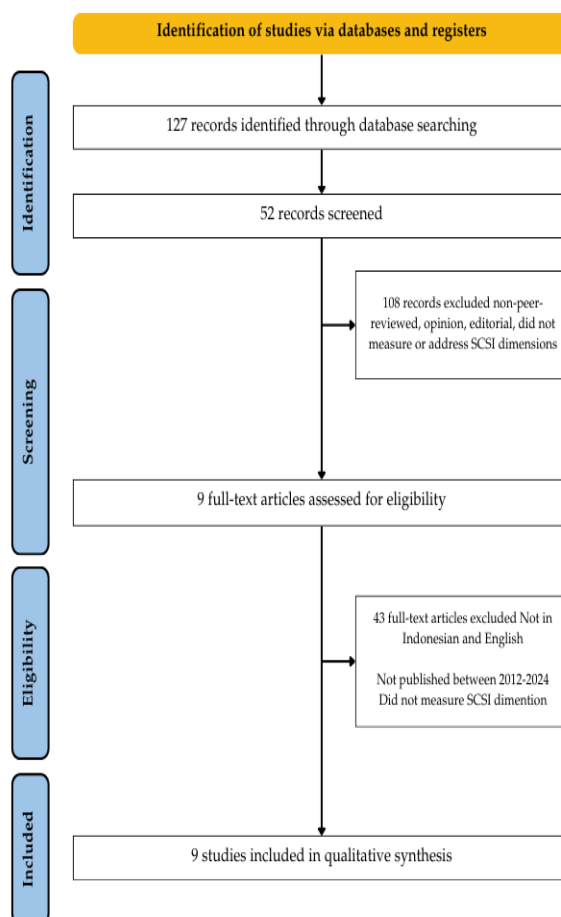 Identification of studies via databases and registers
Identification
127 records identified through database searching
52 records screened
Screening
108 records excluded non-peer-
reviewed, opinion, editorial, did not
measure or address SCSI dimensions
9 full-text articles assessed for eligibility
Eligibility
43 full-text articles excluded Not in
Indonesian and English
Not published between 2012-2024
Did not measure SCSI dimention
Included
9 studies included in qualitative synthesis